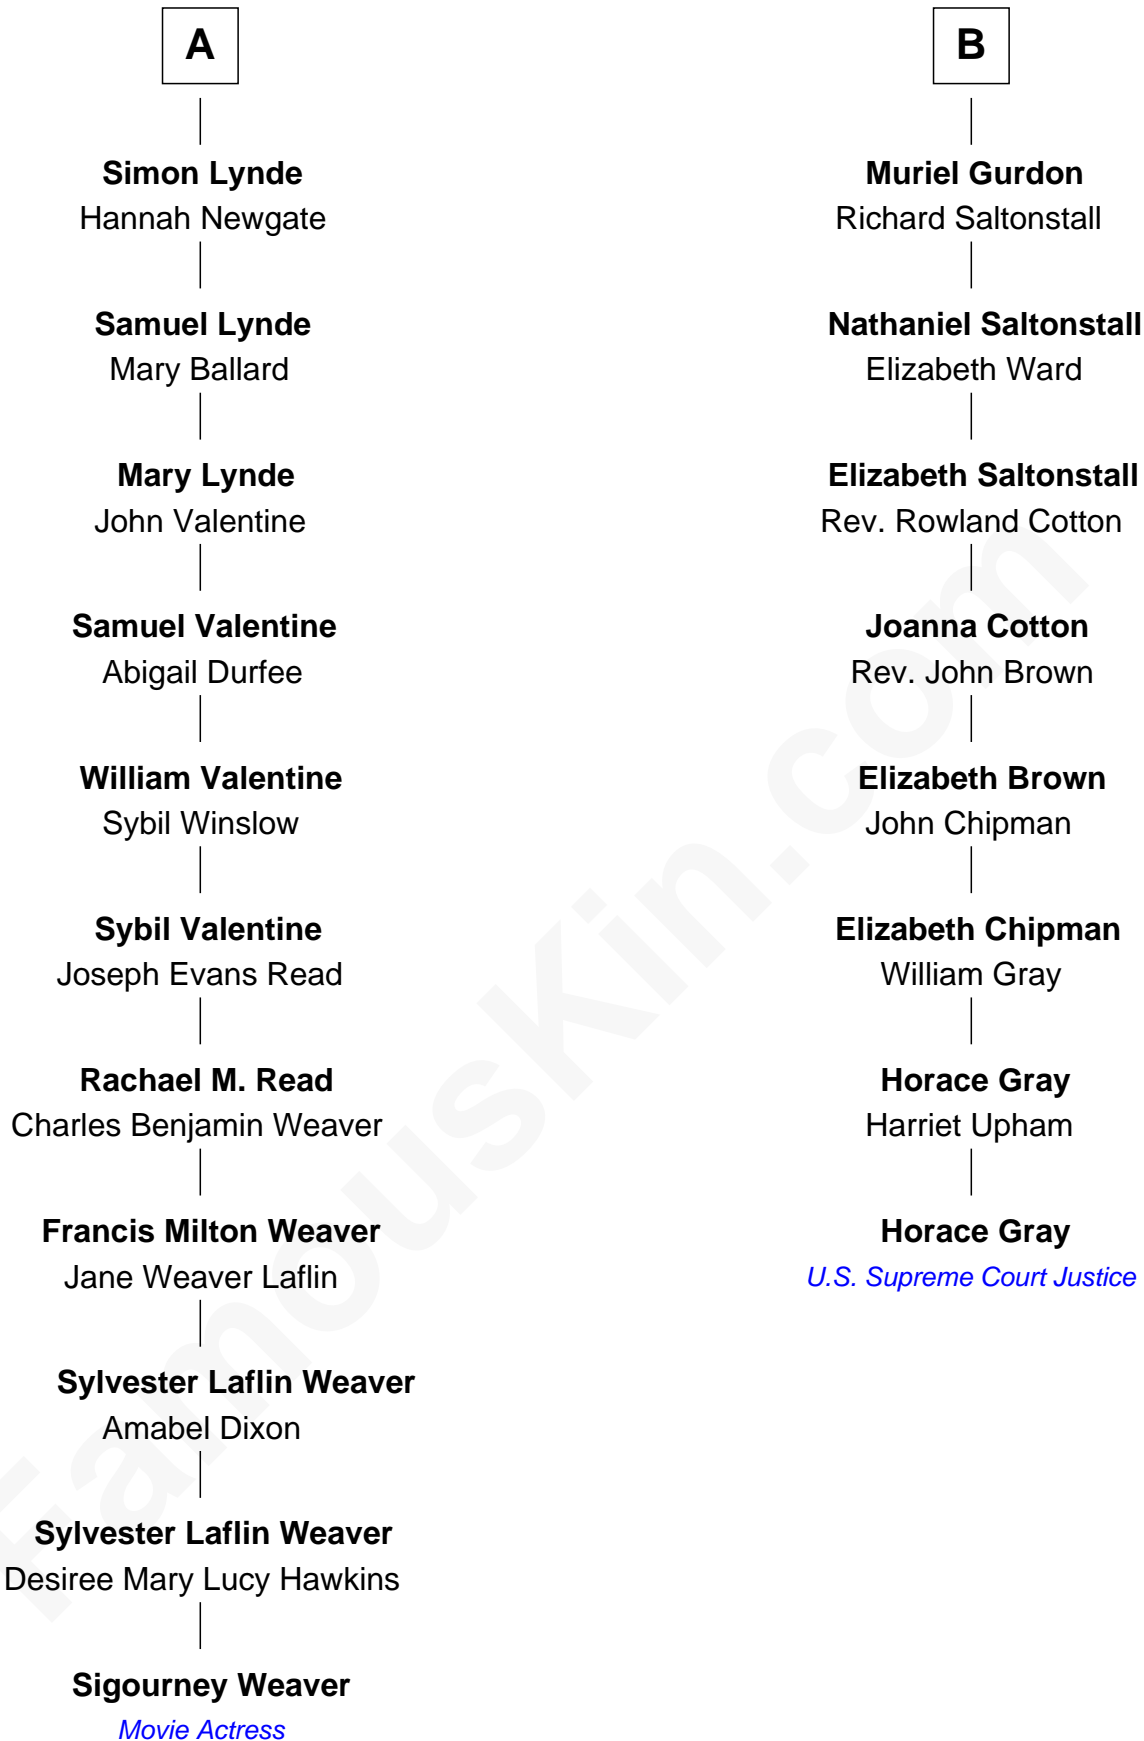 A
Simon Lynde
Hannah Newgate
Samuel Lynde
Mary Ballard
Mary Lynde
John Valentine
Samuel Valentine
Abigail Durfee
William Valentine
Sybil Winslow
Sybil Valentine
Joseph Evans Read
Rachael M. Read
Charles Benjamin Weaver
Francis Milton Weaver
Jane Weaver Laflin
Sylvester Laflin Weaver
Amabel Dixon
Sylvester Laflin Weaver
Desiree Mary Lucy Hawkins
Sigourney Weaver
Movie Actress
B
Muriel Gurdon
Richard Saltonstall
Nathaniel Saltonstall
Elizabeth Ward
Elizabeth Saltonstall
Rev. Rowland Cotton
Joanna Cotton
Rev. John Brown
Elizabeth Brown
John Chipman
Elizabeth Chipman
William Gray
Horace Gray
Harriet Upham
Horace Gray
U.S. Supreme Court Justice
FamousKin.com